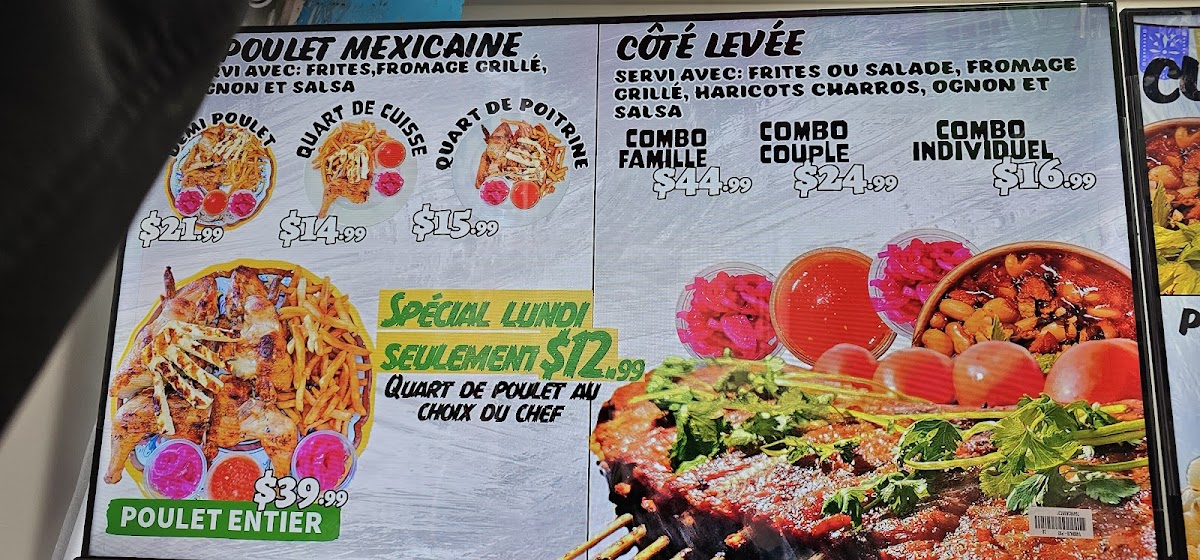 POULET MEXICAINE
AVEC: FRITES, FROMAGE GRILLÉ,
ET SALSA
POULET
QUART DE CUISSE
QUART DE POITRINE
$21.99
$14.99
$15.99
SPÉCIAL LUNDI
SEULEMENT $12.99
QUART DE POULET AU
CHOIX DU CHEF
$39.99
POULET ENTIER
CÔTÉ LEVÉE
SERVI AVEC: FRITES OU SALADE, FROMAGE
GRILLÉ, HARICOTS CHARROS, OGNON ET
SALSA
COMBO
FAMILLE
$44.99
COMBO
COUPLE
$24.99
COMBO
INDIVIDUEL
$16.99